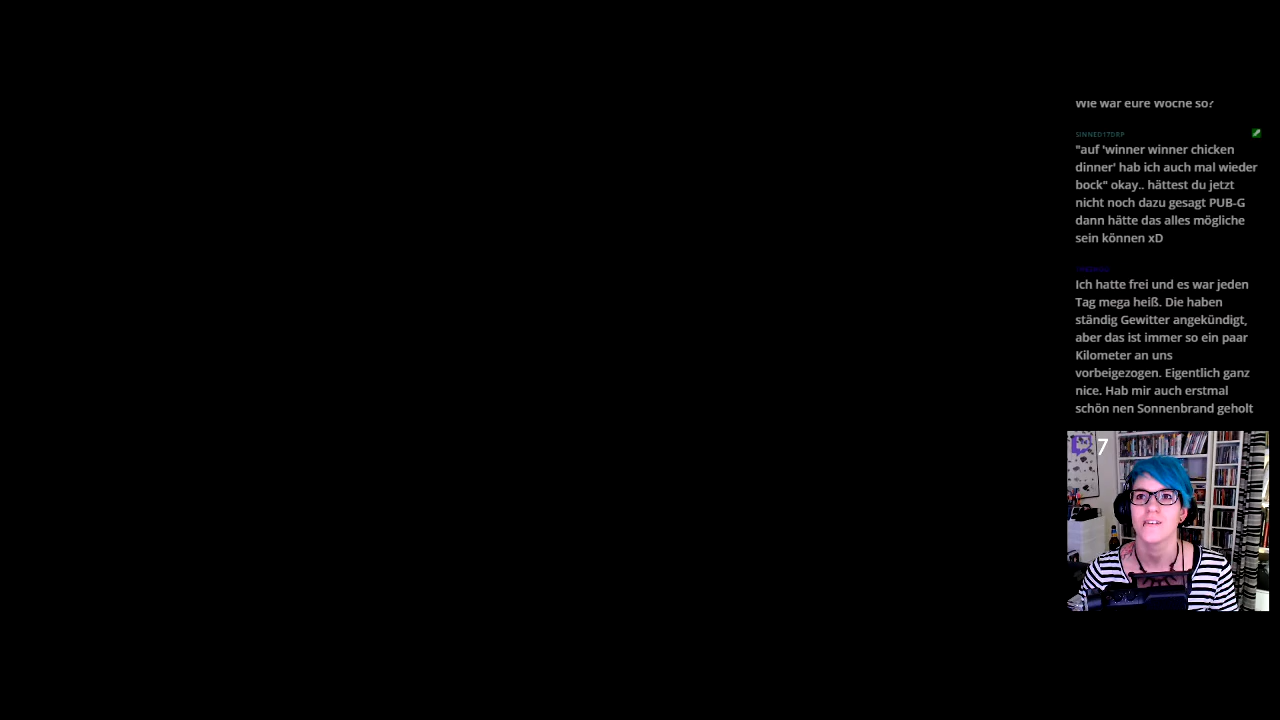 Wie war eure Woche so?
SINNED17DRP
"auf 'winner winner chicken
dinner' hab ich auch mal wieder
bock" okay.. hättest du jetzt
nicht noch dazu gesagt PUB-G
dann hätte das alles mögliche
sein können xD
Ich hatte frei und es war jeden
Tag mega heiß. Die haben
ständig Gewitter angekündigt,
aber das ist immer so ein paar
Kilometer an uns
vorbeigezogen. Eigentlich ganz
nice. Hab mir auch erstmal
schön nen Sonnenbrand geholt
7